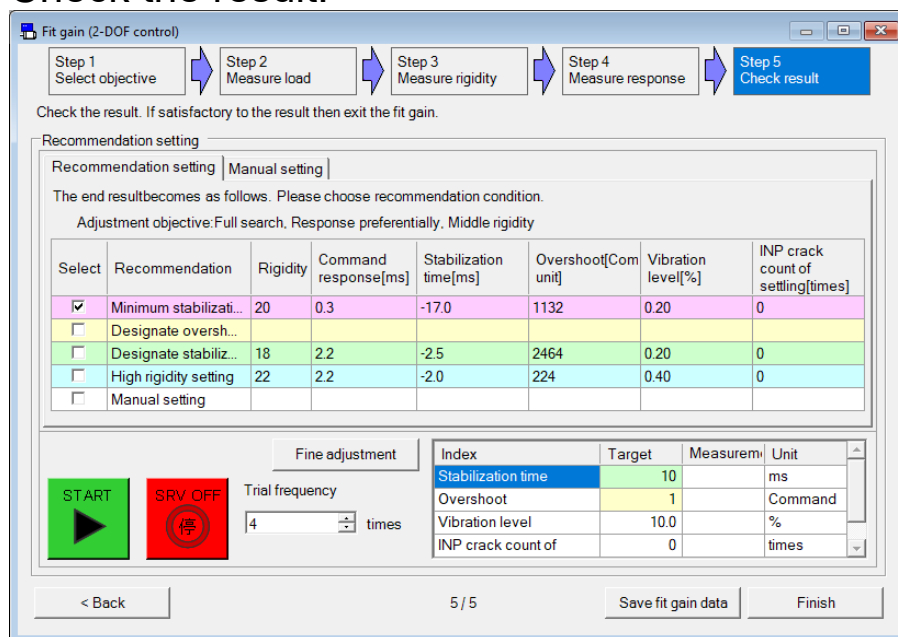 Check the result.
Fit gain (2-DOF control)
Step 1
Select objective
Step 2
Measure load
Step 3
Measure rigidity
Step 4
Measure response
Step 5
Check result
Check the result. If satisfactory to the result then exit the fit gain.
Recommendation setting
Recommendation setting Manual setting
The end resultbecomes as follows. Please choose recommendation condition.
Adjustment objective:Full search, Response preferentially, Middle rigidity
Select Recommendation Rigidity Command response[ms] Stabilization time[ms] Overshoot[Com unit] Vibration level[%] INP crack count of settling[times]
Minimum stabilizati... 20 0.3 -17.0 1132 0.20 0
Designate oversh...
Designate stabiliz... 18 2.2 -2.5 2464 0.20 0
High rigidity setting 22 2.2 -2.0 224 0.40 0
Manual setting
START
SRV OFF
停
Fine adjustment
Trial frequency
4 times
Index Target Measurem Unit
Stabilization time 10 ms
Overshoot 1 Command
Vibration level 10.0 %
INP crack count of 0 times
< Back
5 / 5
Save fit gain data
Finish